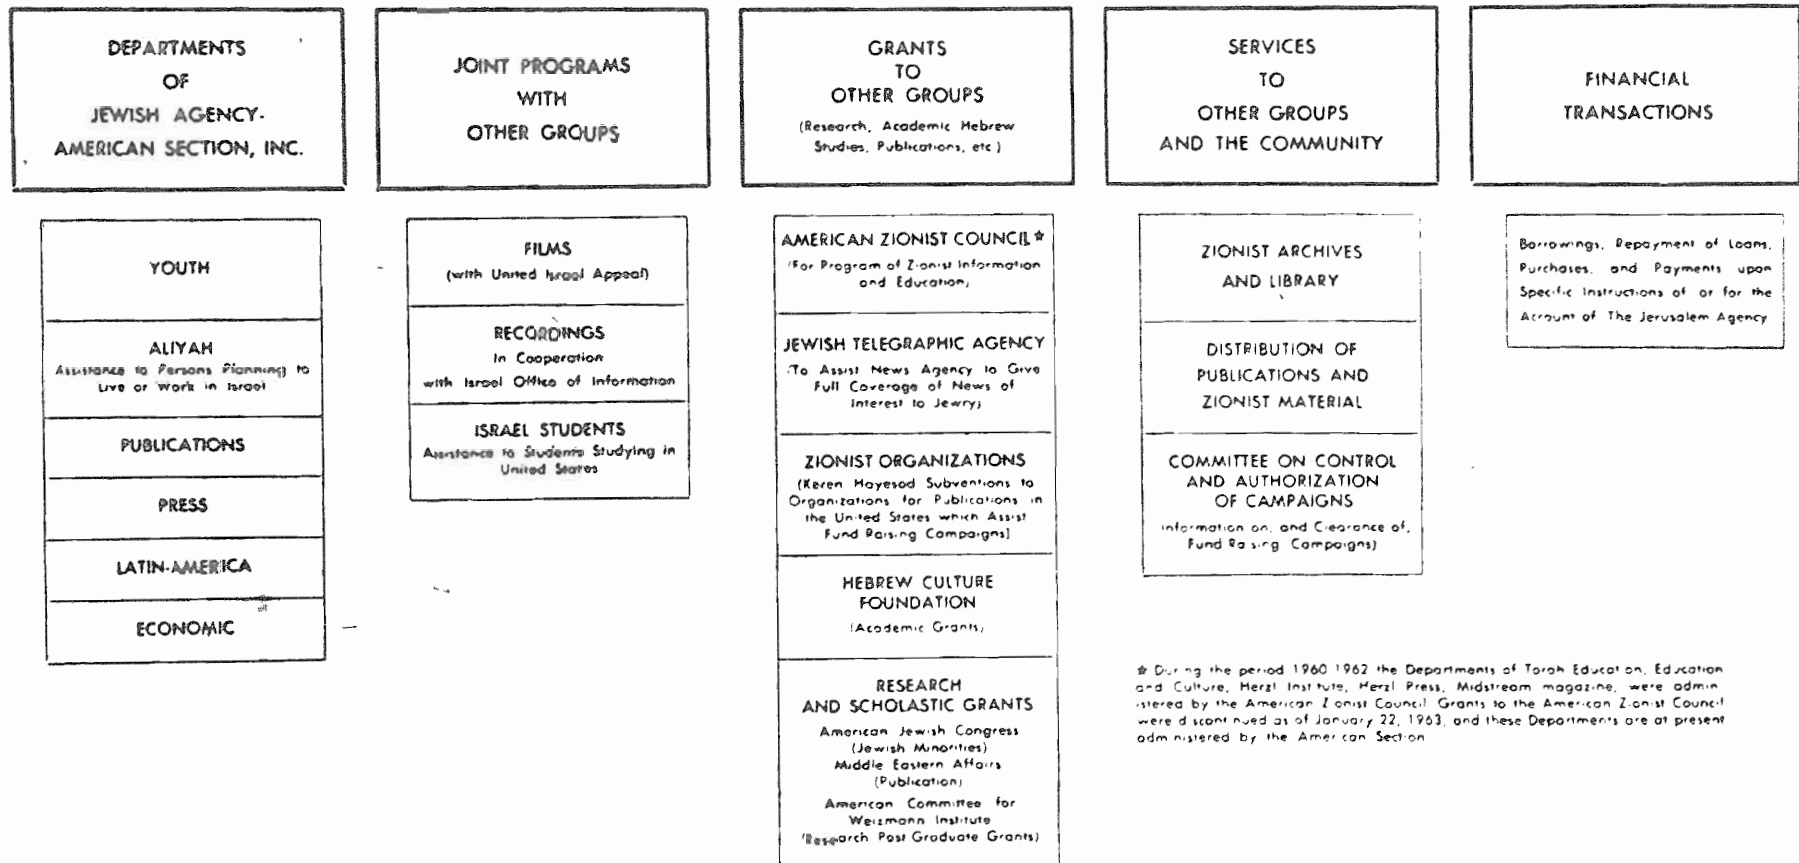 DEPARTMENTS
OF
JEWISH AGENCY-
AMERICAN SECTION, INC.
YOUTH
ALIYAH
Assistance to Persons Planning to
Live or Work in Israel
PUBLICATIONS
PRESS
LATIN-AMERICA
ECONOMIC
JOINT PROGRAMS
WITH
OTHER GROUPS
FILMS
(with United Israel Appeal)
RECORDINGS
In Cooperation
with Israel Office of Information
ISRAEL STUDENTS
Assistance to Students Studying in
United States
GRANTS
TO
OTHER GROUPS
(Research, Academic Hebrew
Studies, Publications, etc)
AMERICAN ZIONIST COUNCIL*
(For Program of Zionist Information
and Education)
JEWISH TELEGRAPHIC AGENCY
(To Assist News Agency to Give
Full Coverage of News of
Interest to Jewry)
ZIONIST ORGANIZATIONS
(Keren Hayesod Subventions to
Organizations for Publications in
the United States which Assist
Fund Raising Campaigns)
HEBREW CULTURE
FOUNDATION
(Academic Grants)
RESEARCH
AND SCHOLASTIC GRANTS
American Jewish Congress
(Jewish Minorities)
Middle Eastern Affairs
(Publication)
American Committee for
Weizmann Institute
(Research Post Graduate Grants)
SERVICES
TO
OTHER GROUPS
AND THE COMMUNITY
ZIONIST ARCHIVES
AND LIBRARY
DISTRIBUTION OF
PUBLICATIONS AND
ZIONIST MATERIAL
COMMITTEE ON CONTROL
AND AUTHORIZATION
OF CAMPAIGNS
Information on, and Clearance of,
Fund Raising Campaigns)
FINANCIAL
TRANSACTIONS
Borrowings, Repayment of Loans,
Purchases, and Payments upon
Specific Instructions of or for the
Account of The Jerusalem Agency
* During the period 1960 1962 the Departments of Torah Education, Education
and Culture, Herzl Institute, Herzl Press, Midstream magazine, were admin
istered by the American Zionist Council Grants to the American Zionist Council
were discontinued as of January 22, 1963, and these Departments are at present
administered by the American Section